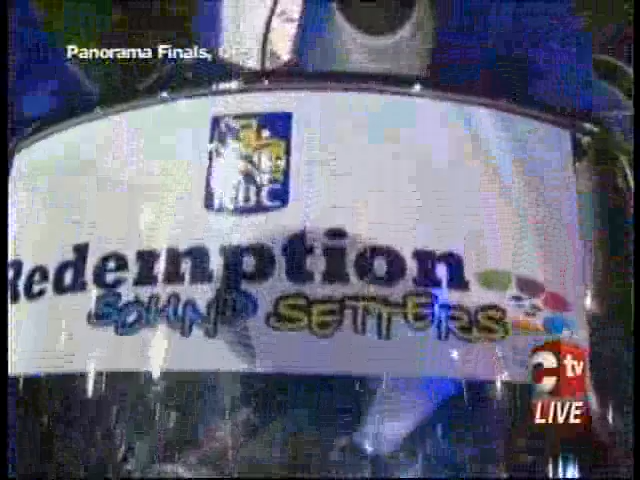 Panorama Finals,
RBC
Redemption
SOUND SETTERS
C tv
LIVE